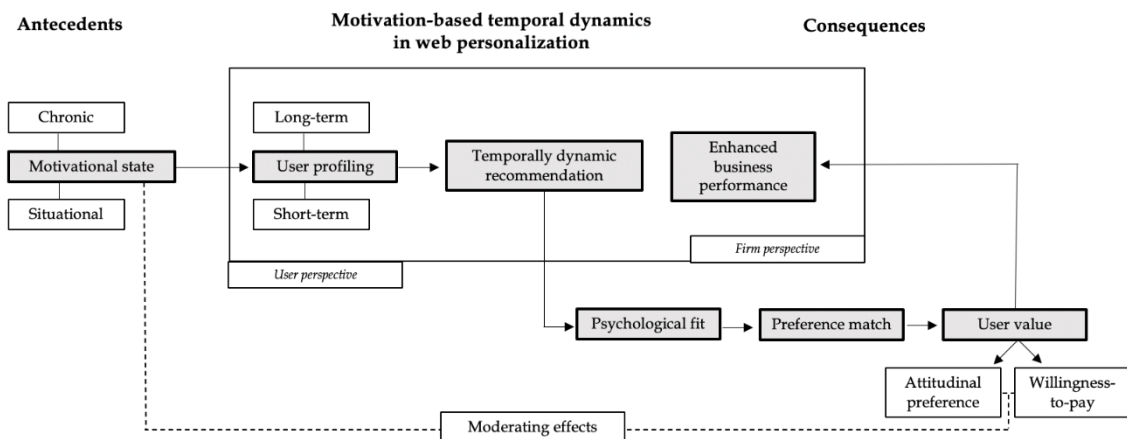 Antecedents
Motivation-based temporal dynamics
in web personalization
Consequences
Chronic
Long-term
Motivational state
User profiling
Temporally dynamic
recommendation
Enhanced
business
performance
Situational
Short-term
Firm perspective
User perspective
Psychological fit
Preference match
User value
Attitudinal
preference
Willingness-
to-pay
Moderating effects